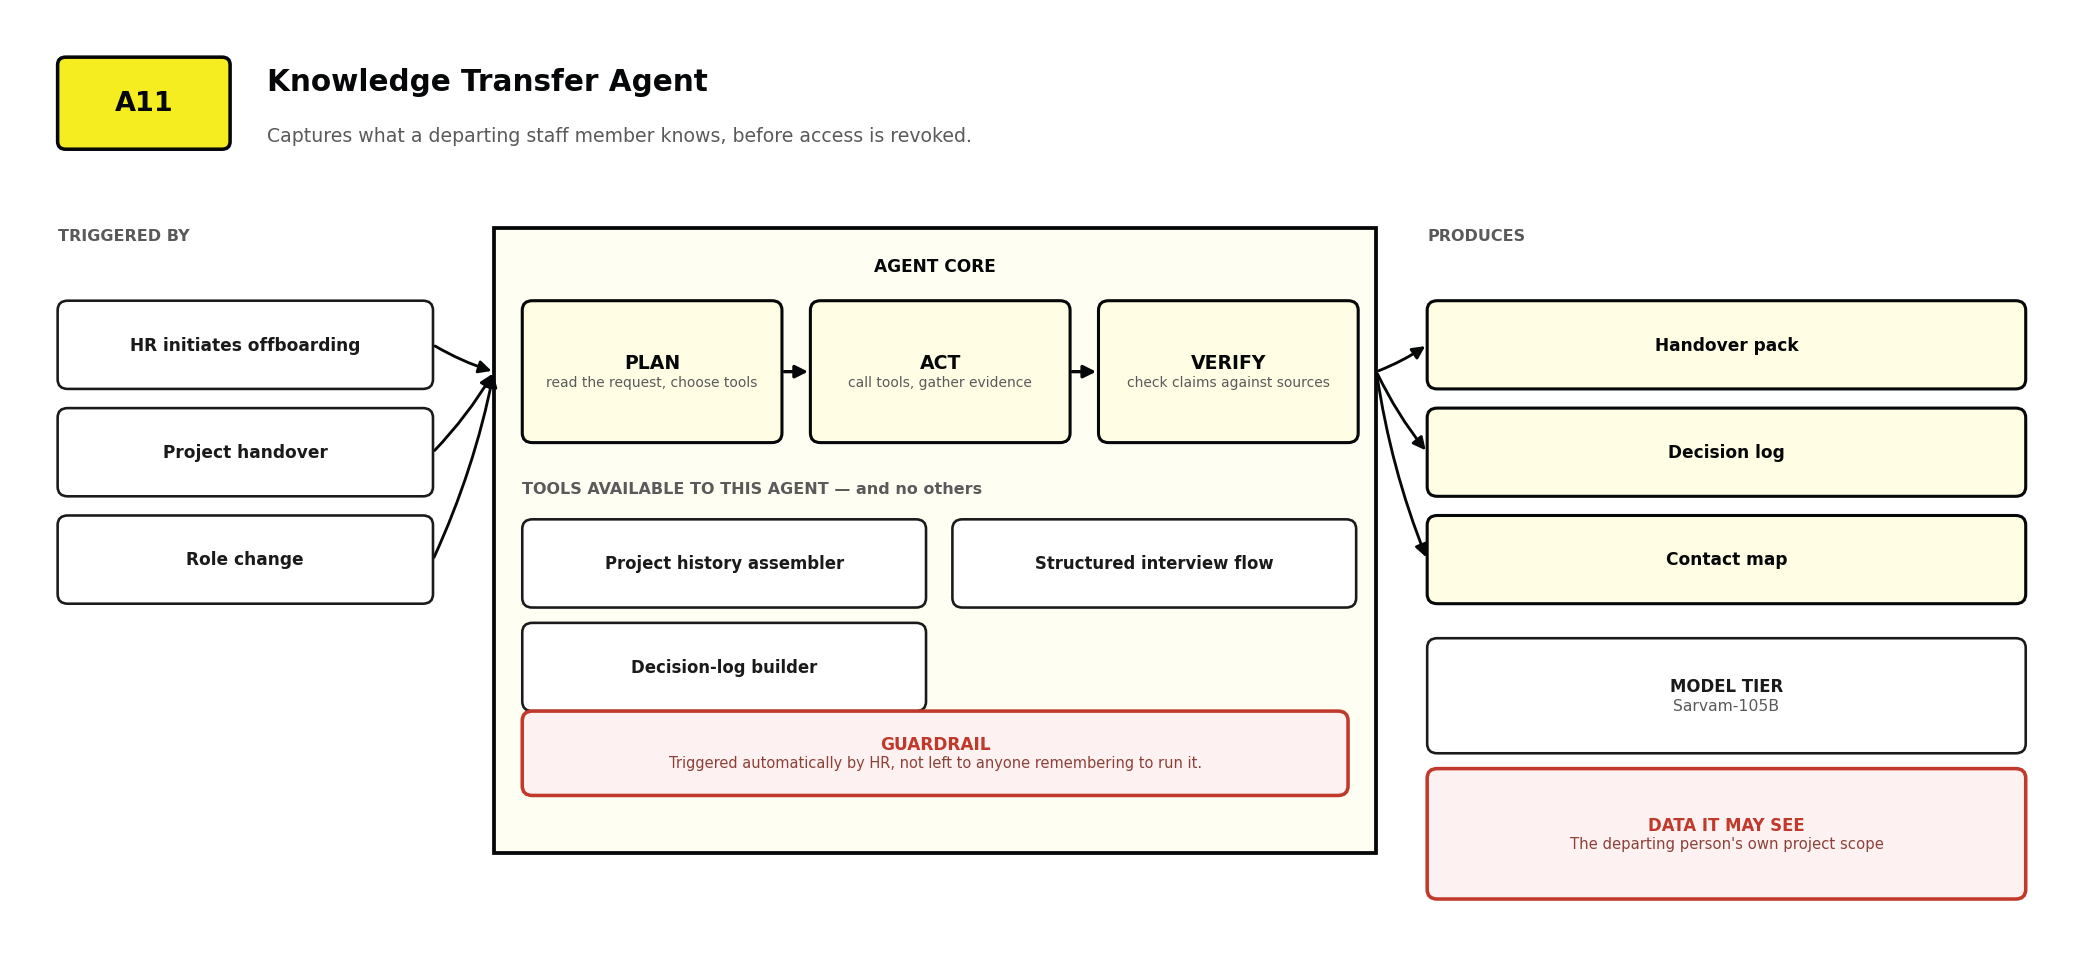 A11
Knowledge Transfer Agent
Captures what a departing staff member knows, before access is revoked.
TRIGGERED BY
HR initiates offboarding
Project handover
Role change
AGENT CORE
PLAN
read the request, choose tools
ACT
call tools, gather evidence
VERIFY
check claims against sources
TOOLS AVAILABLE TO THIS AGENT — and no others
Project history assembler
Structured interview flow
Decision-log builder
GUARDRAIL
Triggered automatically by HR, not left to anyone remembering to run it.
PRODUCES
Handover pack
Decision log
Contact map
MODEL TIER
Sarvam-105B
DATA IT MAY SEE
The departing person's own project scope